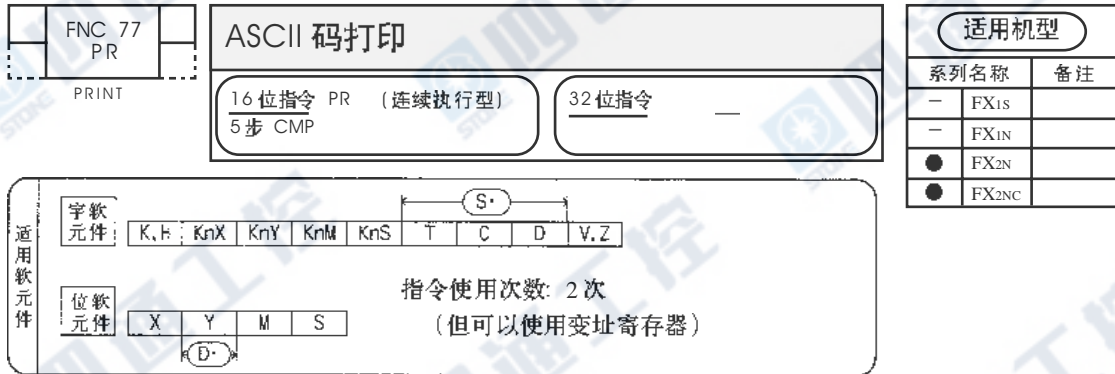 FNC 77
PR
PRINT
ASCII 码打印
16 位指令 PR (连续执行型)
5 步 CMP
32 位指令 —
适用机型
系列名称 备注
— FX1S
— FX1N
● FX2N
● FX2NC
适用软元件
字软元件
S·
K,H KnX KnY KnM KnS T C D V,Z
位软元件
X Y M S
D·
指令使用次数: 2 次
(但可以使用变址寄存器)